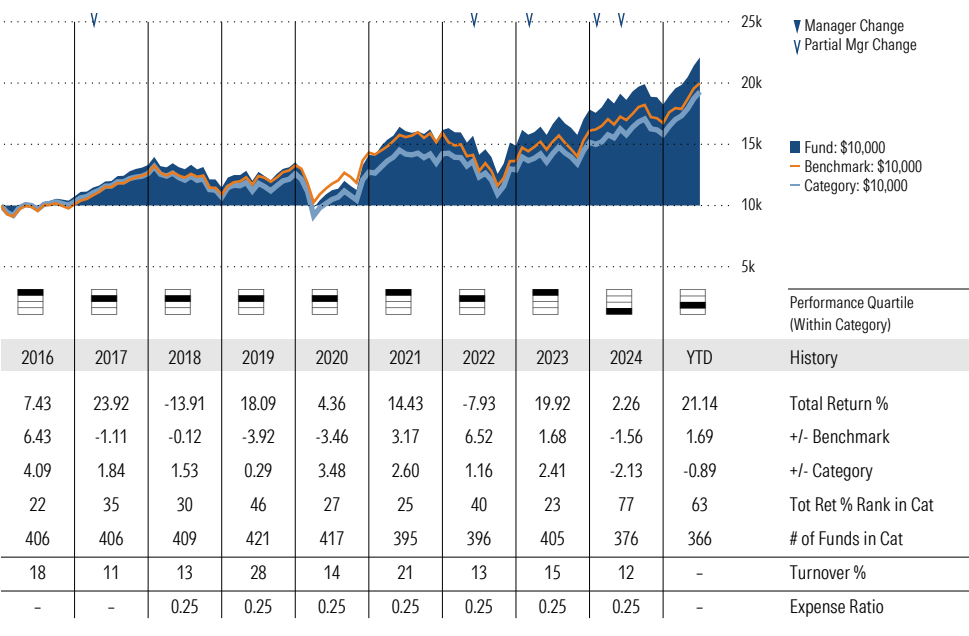 25k
20k
15k
10k
5k
Manager Change
Partial Mgr Change
Fund: $10,000
Benchmark: $10,000
Category: $10,000
Performance Quartile
(Within Category)
2016 2017 2018 2019 2020 2021 2022 2023 2024 YTD History
7.43 23.92 -13.91 18.09 4.36 14.43 -7.93 19.92 2.26 21.14 Total Return %
6.43 -1.11 -0.12 -3.92 -3.46 3.17 6.52 1.68 -1.56 1.69 +/- Benchmark
4.09 1.84 1.53 0.29 3.48 2.60 1.16 2.41 -2.13 -0.89 +/- Category
22 35 30 46 27 25 40 23 77 63 Tot Ret % Rank in Cat
406 406 409 421 417 395 396 405 376 366 # of Funds in Cat
18 11 13 28 14 21 13 15 12 – Turnover %
– – 0.25 0.25 0.25 0.25 0.25 0.25 0.25 – Expense Ratio